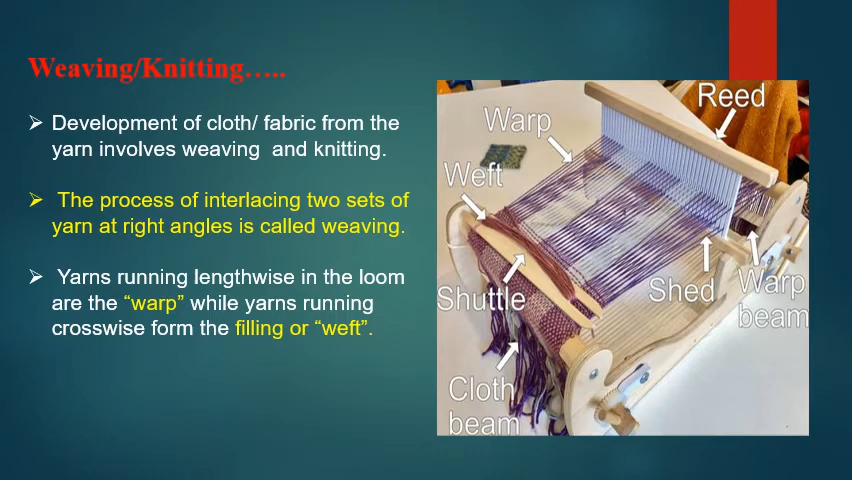 Weaving/Knitting…..
➢ Development of cloth/ fabric from the
yarn involves weaving  and knitting.
➢ The process of interlacing two sets of
yarn at right angles is called weaving.
➢ Yarns running lengthwise in the loom
are the “warp” while yarns running
crosswise form the filling or “weft”.
Reed
Warp
Weft
Shuttle
Shed
Warp
beam
Cloth
beam